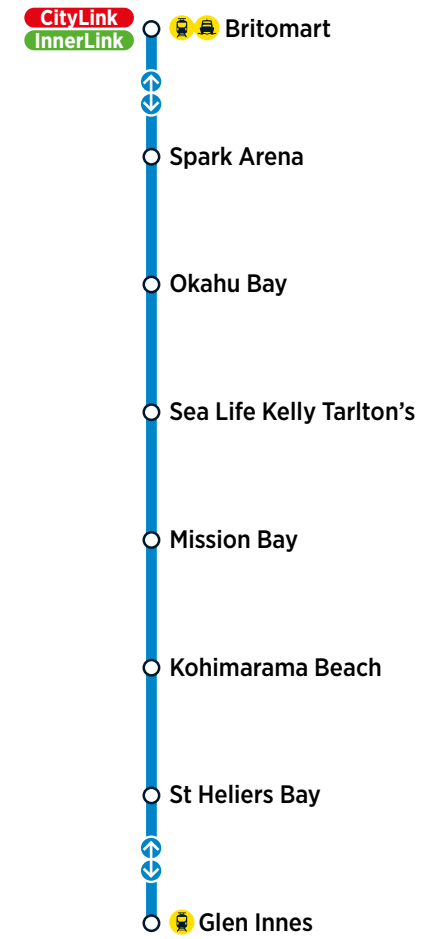 CityLink
InnerLink
Britomart
Spark Arena
Okahu Bay
Sea Life Kelly Tarlton’s
Mission Bay
Kohimarama Beach
St Heliers Bay
Glen Innes